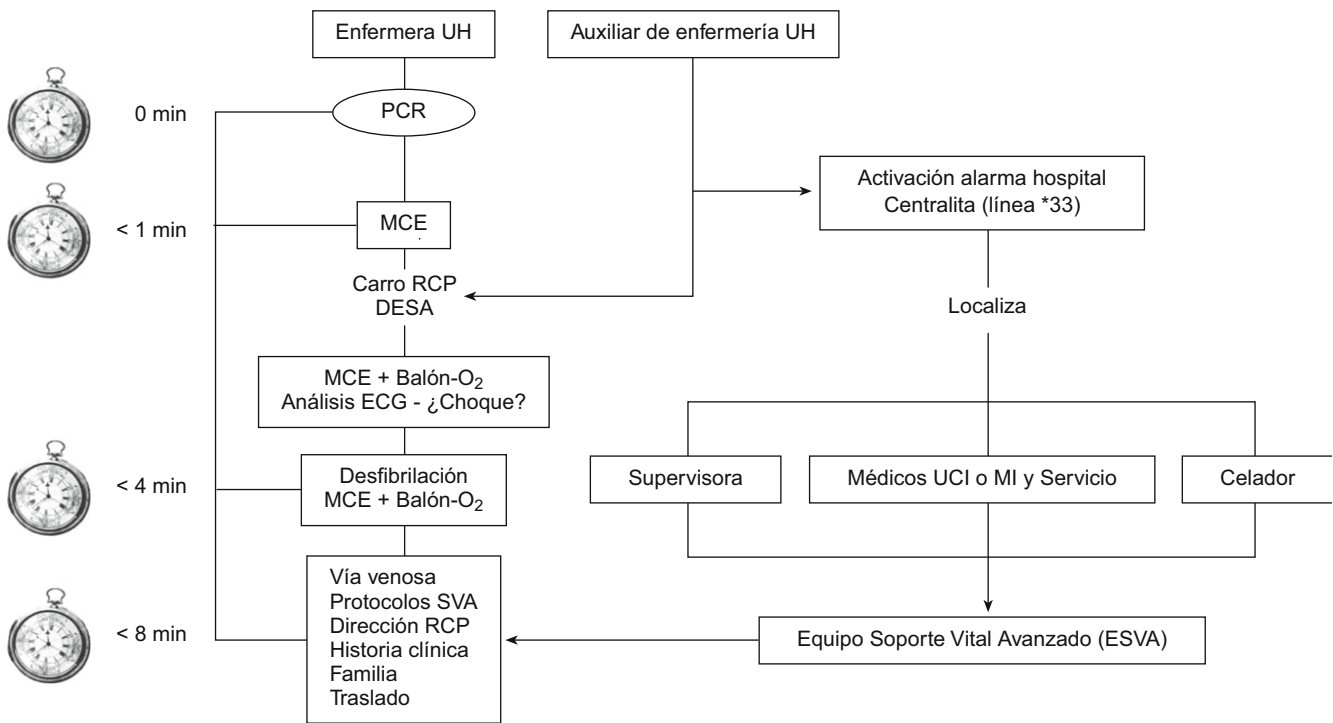 Enfermera UH
Auxiliar de enfermería UH
0 min
PCR
Activación alarma hospital
Centralita (línea *33)
< 1 min
MCE
Carro RCP
DESA
Localiza
MCE + Balón-O2
Análisis ECG - ¿Choque?
< 4 min
Desfibrilación
MCE + Balón-O2
Supervisora
Médicos UCI o MI y Servicio
Celador
< 8 min
Vía venosa
Protocolos SVA
Dirección RCP
Historia clínica
Familia
Traslado
Equipo Soporte Vital Avanzado (ESVA)